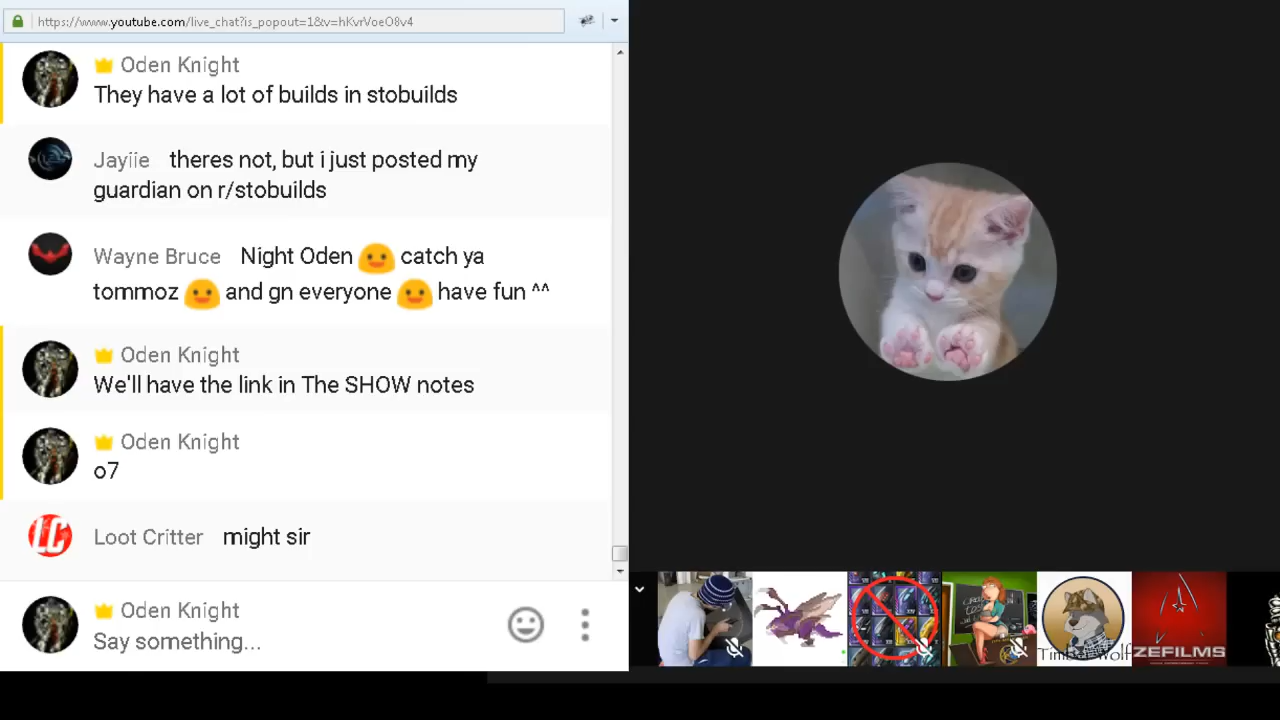 https://www.youtube.com/live_chat?is_popout=1&v=hKvrVoeO8v4
Oden Knight
They have a lot of builds in stobuilds
Jayiie theres not, but i just posted my
guardian on r/stobuilds
Wayne Bruce Night Oden catch ya
tommoz and gn everyone have fun ^^
Oden Knight
We'll have the link in The SHOW notes
Oden Knight
o7
LC
Loot Critter might sir
Oden Knight
Say something...
Timber Wolf
ZEFILMS